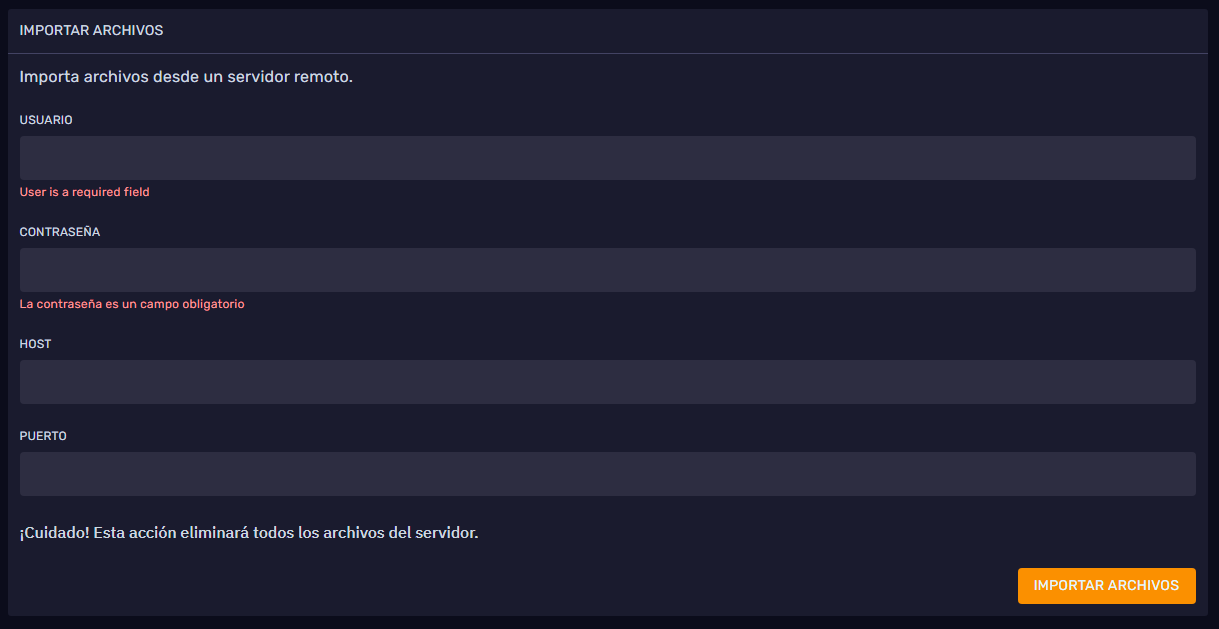 IMPORTAR ARCHIVOS
Importa archivos desde un servidor remoto.
USUARIO
User is a required field
CONTRASEÑA
La contraseña es un campo obligatorio
HOST
PUERTO
¡Cuidado! Esta acción eliminará todos los archivos del servidor.
IMPORTAR ARCHIVOS